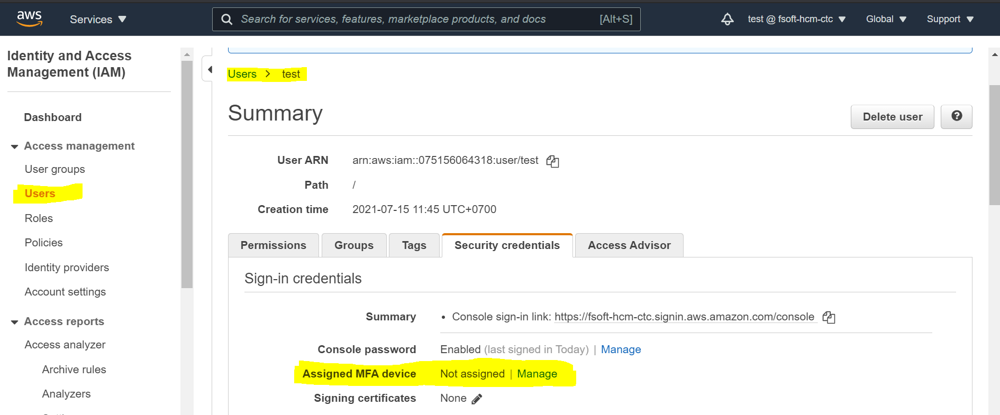 aws
Services
Search for services, features, marketplace products, and docs [Alt+S]
test @ fsoft-hcm-ctc
Global
Support
Identity and Access
Management (IAM)
Dashboard
Access management
User groups
Users
Roles
Policies
Identity providers
Account settings
Access reports
Access analyzer
Archive rules
Analyzers
Users > test
Summary
Delete user
?
User ARN arn:aws:iam::075156064318:user/test
Path /
Creation time 2021-07-15 11:45 UTC+0700
Permissions Groups Tags Security credentials Access Advisor
Sign-in credentials
Summary • Console sign-in link: https://fsoft-hcm-ctc.signin.aws.amazon.com/console
Console password Enabled (last signed in Today) | Manage
Assigned MFA device Not assigned | Manage
Signing certificates None